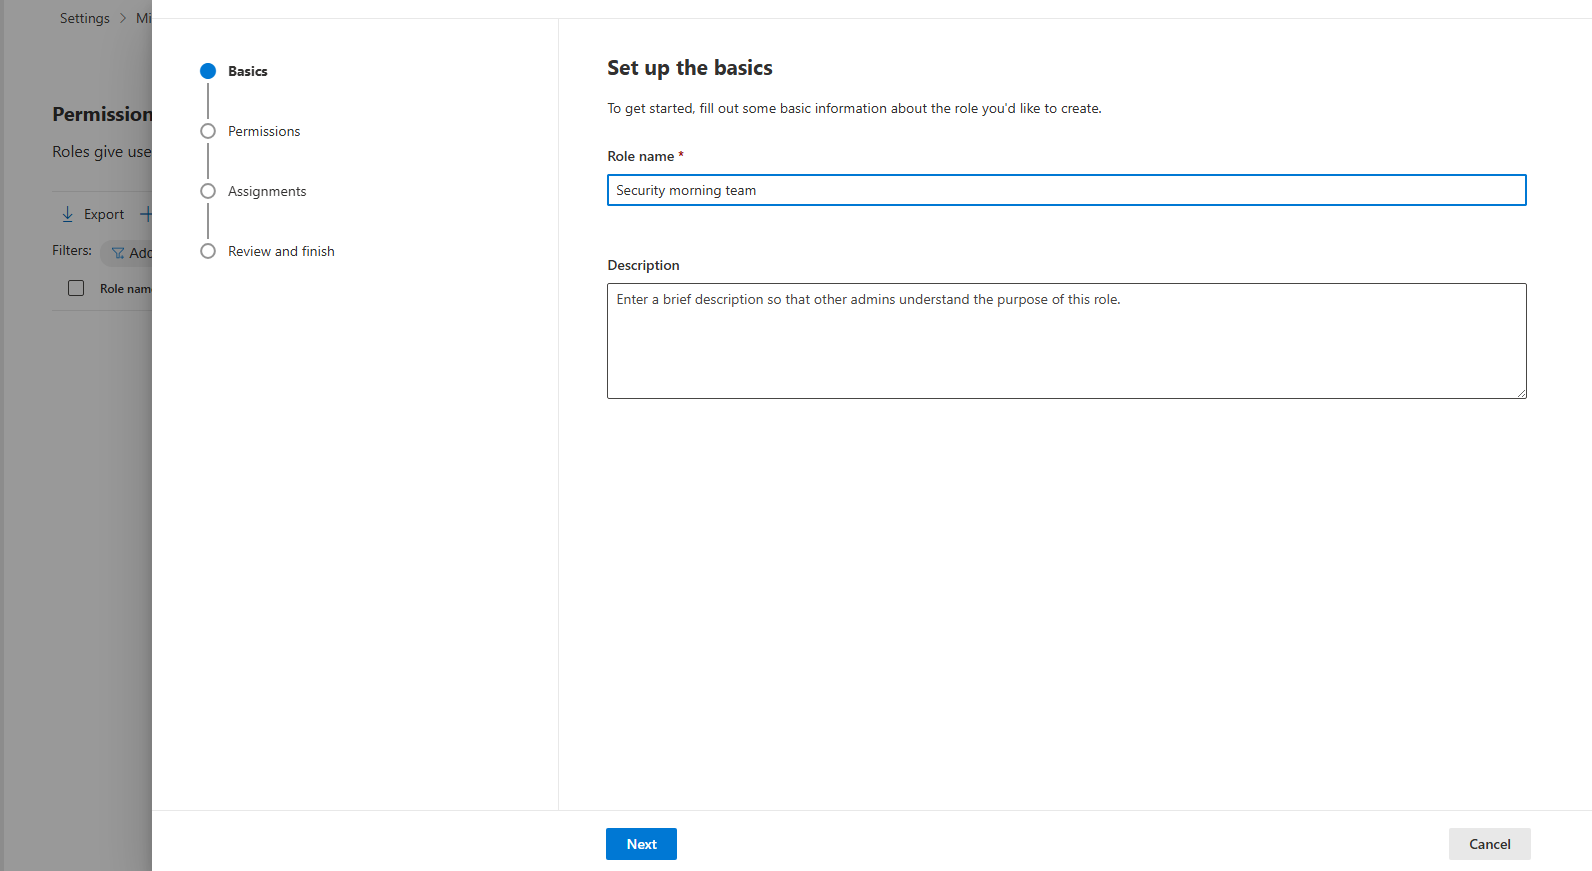 Settings > Mi
Permission
Roles give use
Export
Filters:
Add
Role nam
Basics
Permissions
Assignments
Review and finish
Set up the basics
To get started, fill out some basic information about the role you'd like to create.
Role name *
Security morning team
Description
Enter a brief description so that other admins understand the purpose of this role.
Next
Cancel